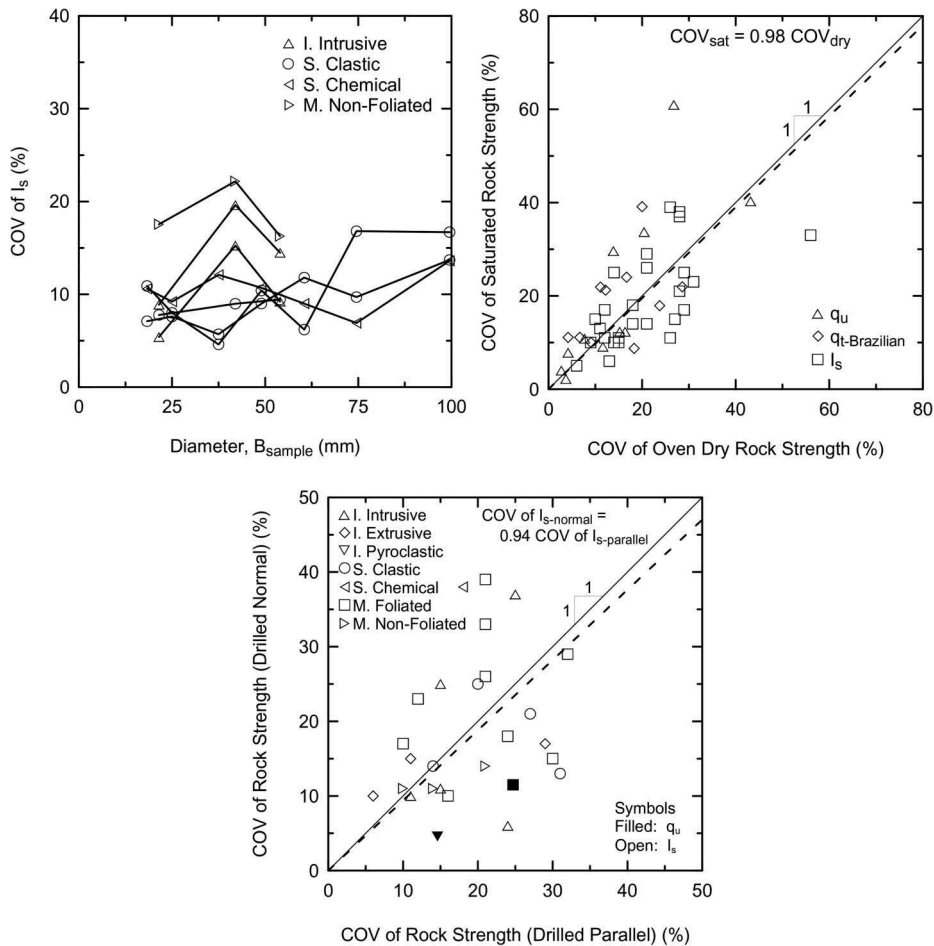 40
30
20
10
0
0
25
50
75
100
COV of Is (%)
Diameter, Bsample (mm)
I. Intrusive
S. Clastic
S. Chemical
M. Non-Foliated
COVsat = 0.98 COVdry
80
60
40
20
0
0
20
40
60
80
1
1
COV of Saturated Rock Strength (%)
COV of Oven Dry Rock Strength (%)
qu
qt-Brazilian
Is
50
40
30
20
10
0
0
10
20
30
40
50
COV of Rock Strength (Drilled Normal) (%)
COV of Rock Strength (Drilled Parallel) (%)
I. Intrusive
I. Extrusive
I. Pyroclastic
S. Clastic
S. Chemical
M. Foliated
M. Non-Foliated
COV of Is-normal =
0.94 COV of Is-parallel
1
1
Symbols
Filled: qu
Open: Is